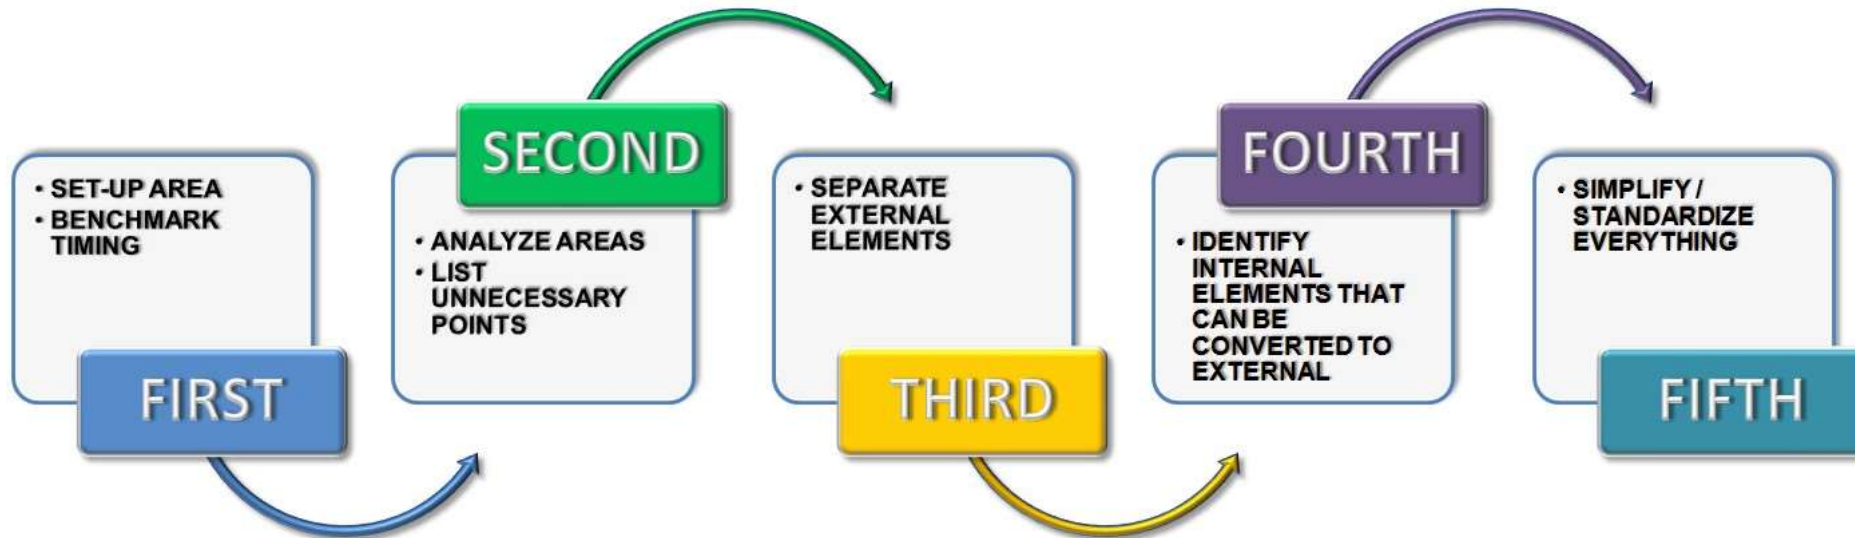 • SET-UP AREA
• BENCHMARK
TIMING
FIRST
SECOND
• ANALYZE AREAS
• LIST
UNNECESSARY
POINTS
• SEPARATE
EXTERNAL
ELEMENTS
THIRD
FOURTH
• IDENTIFY
INTERNAL
ELEMENTS THAT
CAN BE
CONVERTED TO
EXTERNAL
• SIMPLIFY /
STANDARDIZE
EVERYTHING
FIFTH